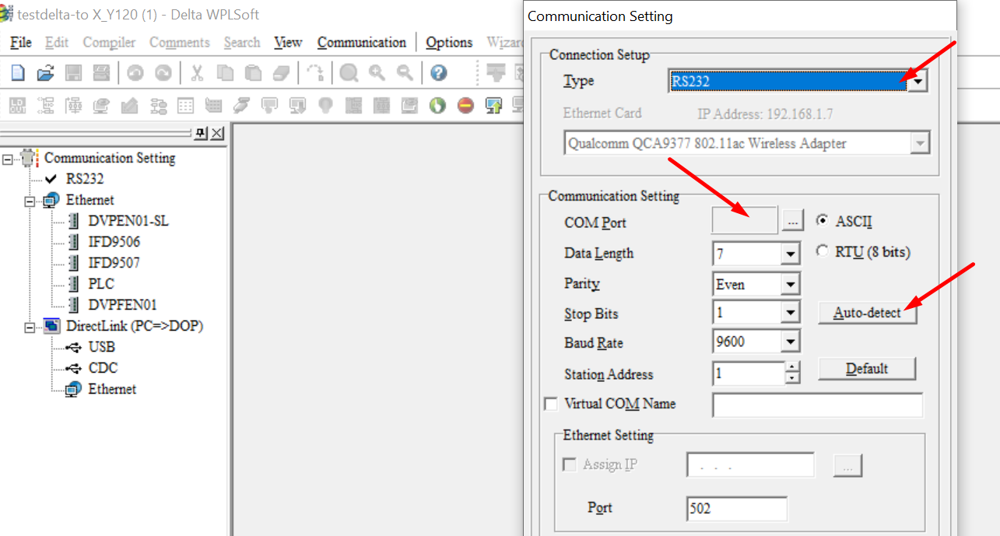 testdelta-to X_Y120 (1) - Delta WPLSoft
File Edit Compiler Comments Search View Communication Options Wizard
Communication Setting
RS232
Ethernet
DVPEN01-SL
IFD9506
IFD9507
PLC
DVPFEN01
DirectLink (PC=>DOP)
USB
CDC
Ethernet
Communication Setting
Connection Setup
Type RS232
Ethernet Card IP Address: 192.168.1.7
Qualcomm QCA9377 802.11ac Wireless Adapter
Communication Setting
COM Port ... ASCII
Data Length 7 RTU (8 bits)
Parity Even
Stop Bits 1 Auto-detect
Baud Rate 9600
Station Address 1 Default
Virtual COM Name
Ethernet Setting
Assign IP . . . ...
Port 502